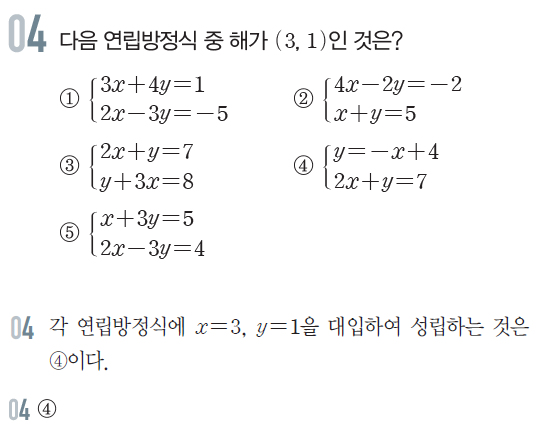 04 다음 연립방정식 중 해가 (3, 1)인 것은?
① {3x+4y=1
2x-3y=-5
② {4x-2y=-2
x+y=5
③ {2x+y=7
y+3x=8
④ {y=-x+4
2x+y=7
⑤ {x+3y=5
2x-3y=4
04 각 연립방정식에 x=3, y=1을 대입하여 성립하는 것은
④이다.
04 ④